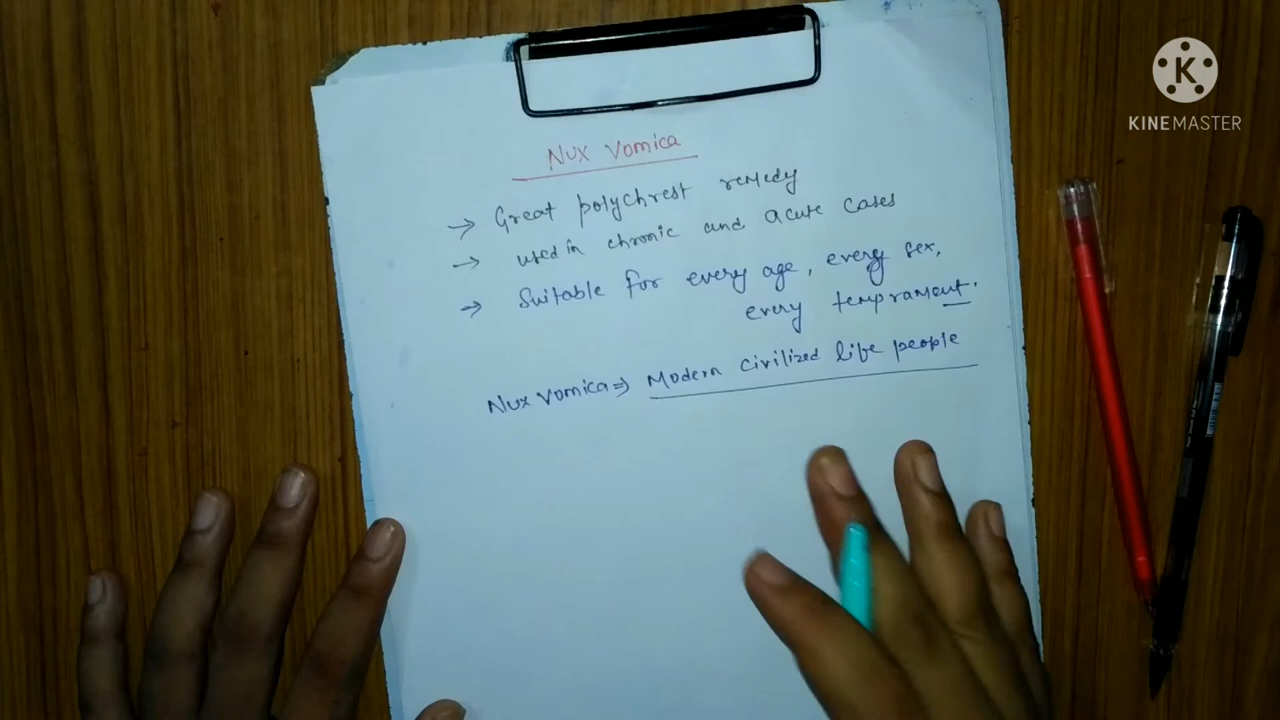 Nux Vomica
→ Great polychrest remedy
→ used in chronic and acute cases
→ Suitable for every age, every sex,
every temprament.
Nux Vomica ⇒ Modern civilized life people
K
KINEMASTER